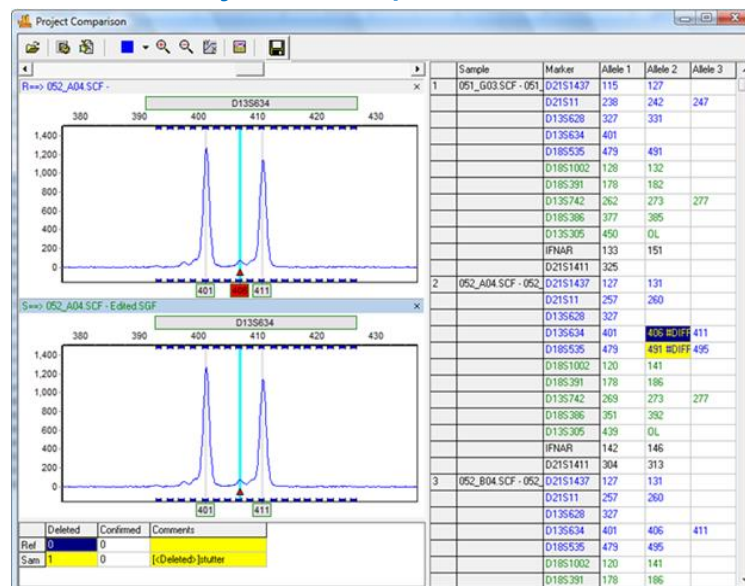 Project Comparison
R==> 052_A04.SCF -
D13S634
380 390 400 410 420 430
1,400
1,200
1,000
800
600
400
200
0
401 406 411
S==> 052_A04.SCF - Edited.SGF
D13S634
380 390 400 410 420 430
1,400
1,200
1,000
800
600
400
200
0
401 411
Deleted Confirmed Comments
Ref 0 0
Sam 1 0 [<Deleted>]stutter
Sample Marker Allele 1 Allele 2 Allele 3
1 051_G03.SCF - 051_ D21S1437 115 127
D21S11 238 242 247
D13S628 327 331
D13S634 401
D18S535 479 491
D18S1002 128 132
D18S391 178 182
D13S742 262 273 277
D18S386 377 385
D13S305 450 OL
IFNAR 133 151
D21S1411 325
2 052_A04.SCF - 052_ D21S1437 127 131
D21S11 257 260
D13S628 327
D13S634 401 406 #DIFF 411
D18S535 479 491 #DIFF 495
D18S1002 120 141
D18S391 178 186
D13S742 269 273 277
D18S386 351 392
D13S305 439 OL
IFNAR 142 146
D21S1411 304 313
3 052_B04.SCF - 052_ D21S1437 127 131
D21S11 257 260
D13S628 327
D13S634 401 406 411
D18S535 479 495
D18S1002 120 141
D18S391 178 186